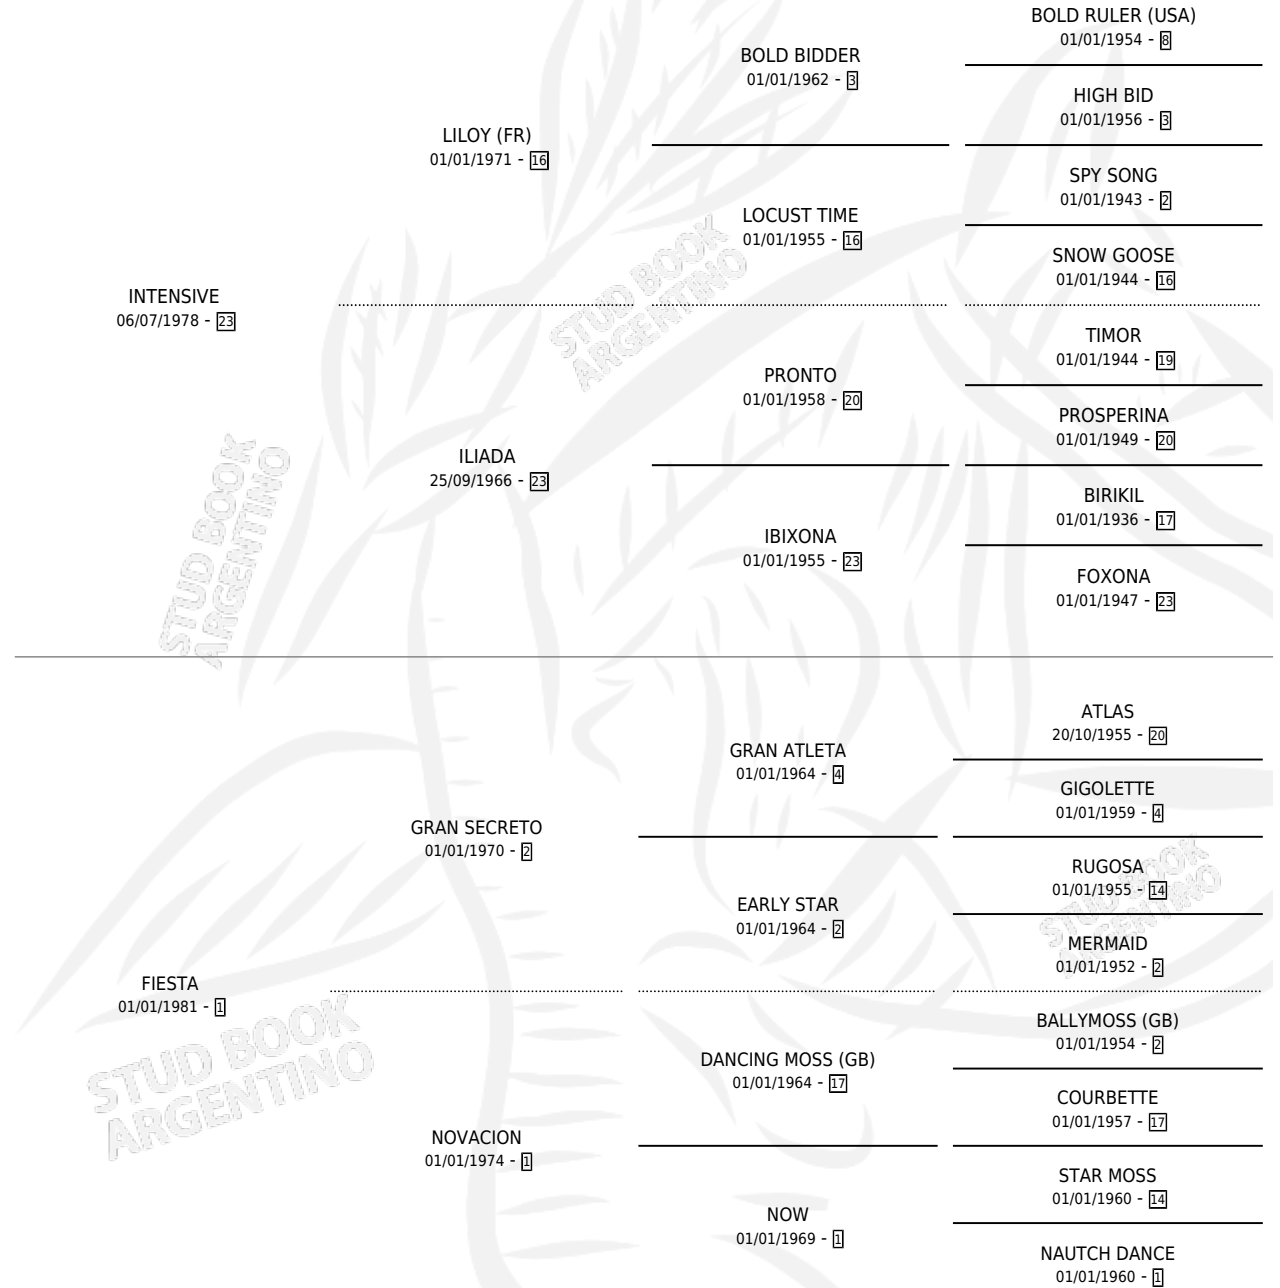 BOLD RULER (USA)
01/01/1954 - 8
BOLD BIDDER
01/01/1962 - 3
HIGH BID
01/01/1956 - 3
LILOY (FR)
01/01/1971 - 16
SPY SONG
01/01/1943 - 2
LOCUST TIME
01/01/1955 - 16
SNOW GOOSE
01/01/1944 - 16
INTENSIVE
06/07/1978 - 23
STUD BOOK
ARGENTINO
TIMOR
01/01/1944 - 19
PRONTO
01/01/1958 - 20
PROSPERINA
01/01/1949 - 20
ILIADA
25/09/1966 - 23
BIRIKIL
01/01/1936 - 17
IBIXONA
01/01/1955 - 23
FOXONA
01/01/1947 - 23
STUD BOOK
ARGENTINO
ATLAS
20/10/1955 - 20
GRAN ATLETA
01/01/1964 - 4
GIGOLETTE
01/01/1959 - 4
GRAN SECRETO
01/01/1970 - 2
RUGOSA
01/01/1955 - 14
EARLY STAR
01/01/1964 - 2
STUD BOOK
ARGENTINO
MERMAID
01/01/1952 - 2
FIESTA
01/01/1981 - 1
BALLYMOSS (GB)
01/01/1954 - 2
DANCING MOSS (GB)
01/01/1964 - 17
STUD BOOK
ARGENTINO
COURBETTE
01/01/1957 - 17
NOVACION
01/01/1974 - 1
STAR MOSS
01/01/1960 - 14
NOW
01/01/1969 - 1
NAUTCH DANCE
01/01/1960 - 1